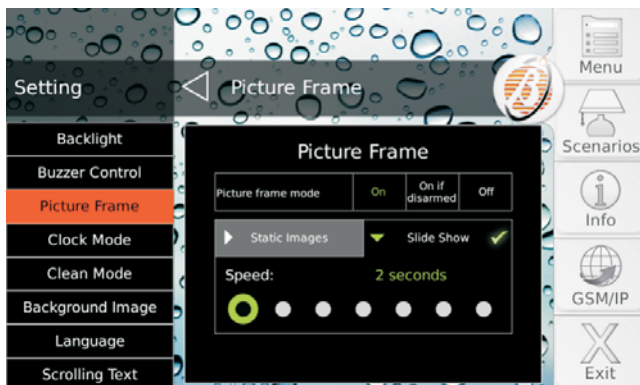 Setting
Picture Frame
Backlight
Buzzer Control
Picture Frame
Clock Mode
Clean Mode
Background Image
Language
Scrolling Text
Picture Frame
Picture frame mode
On
On if
disarmed
Off
Static Images
Slide Show
Speed:
2 seconds
Menu
Scenarios
Info
GSM/IP
Exit